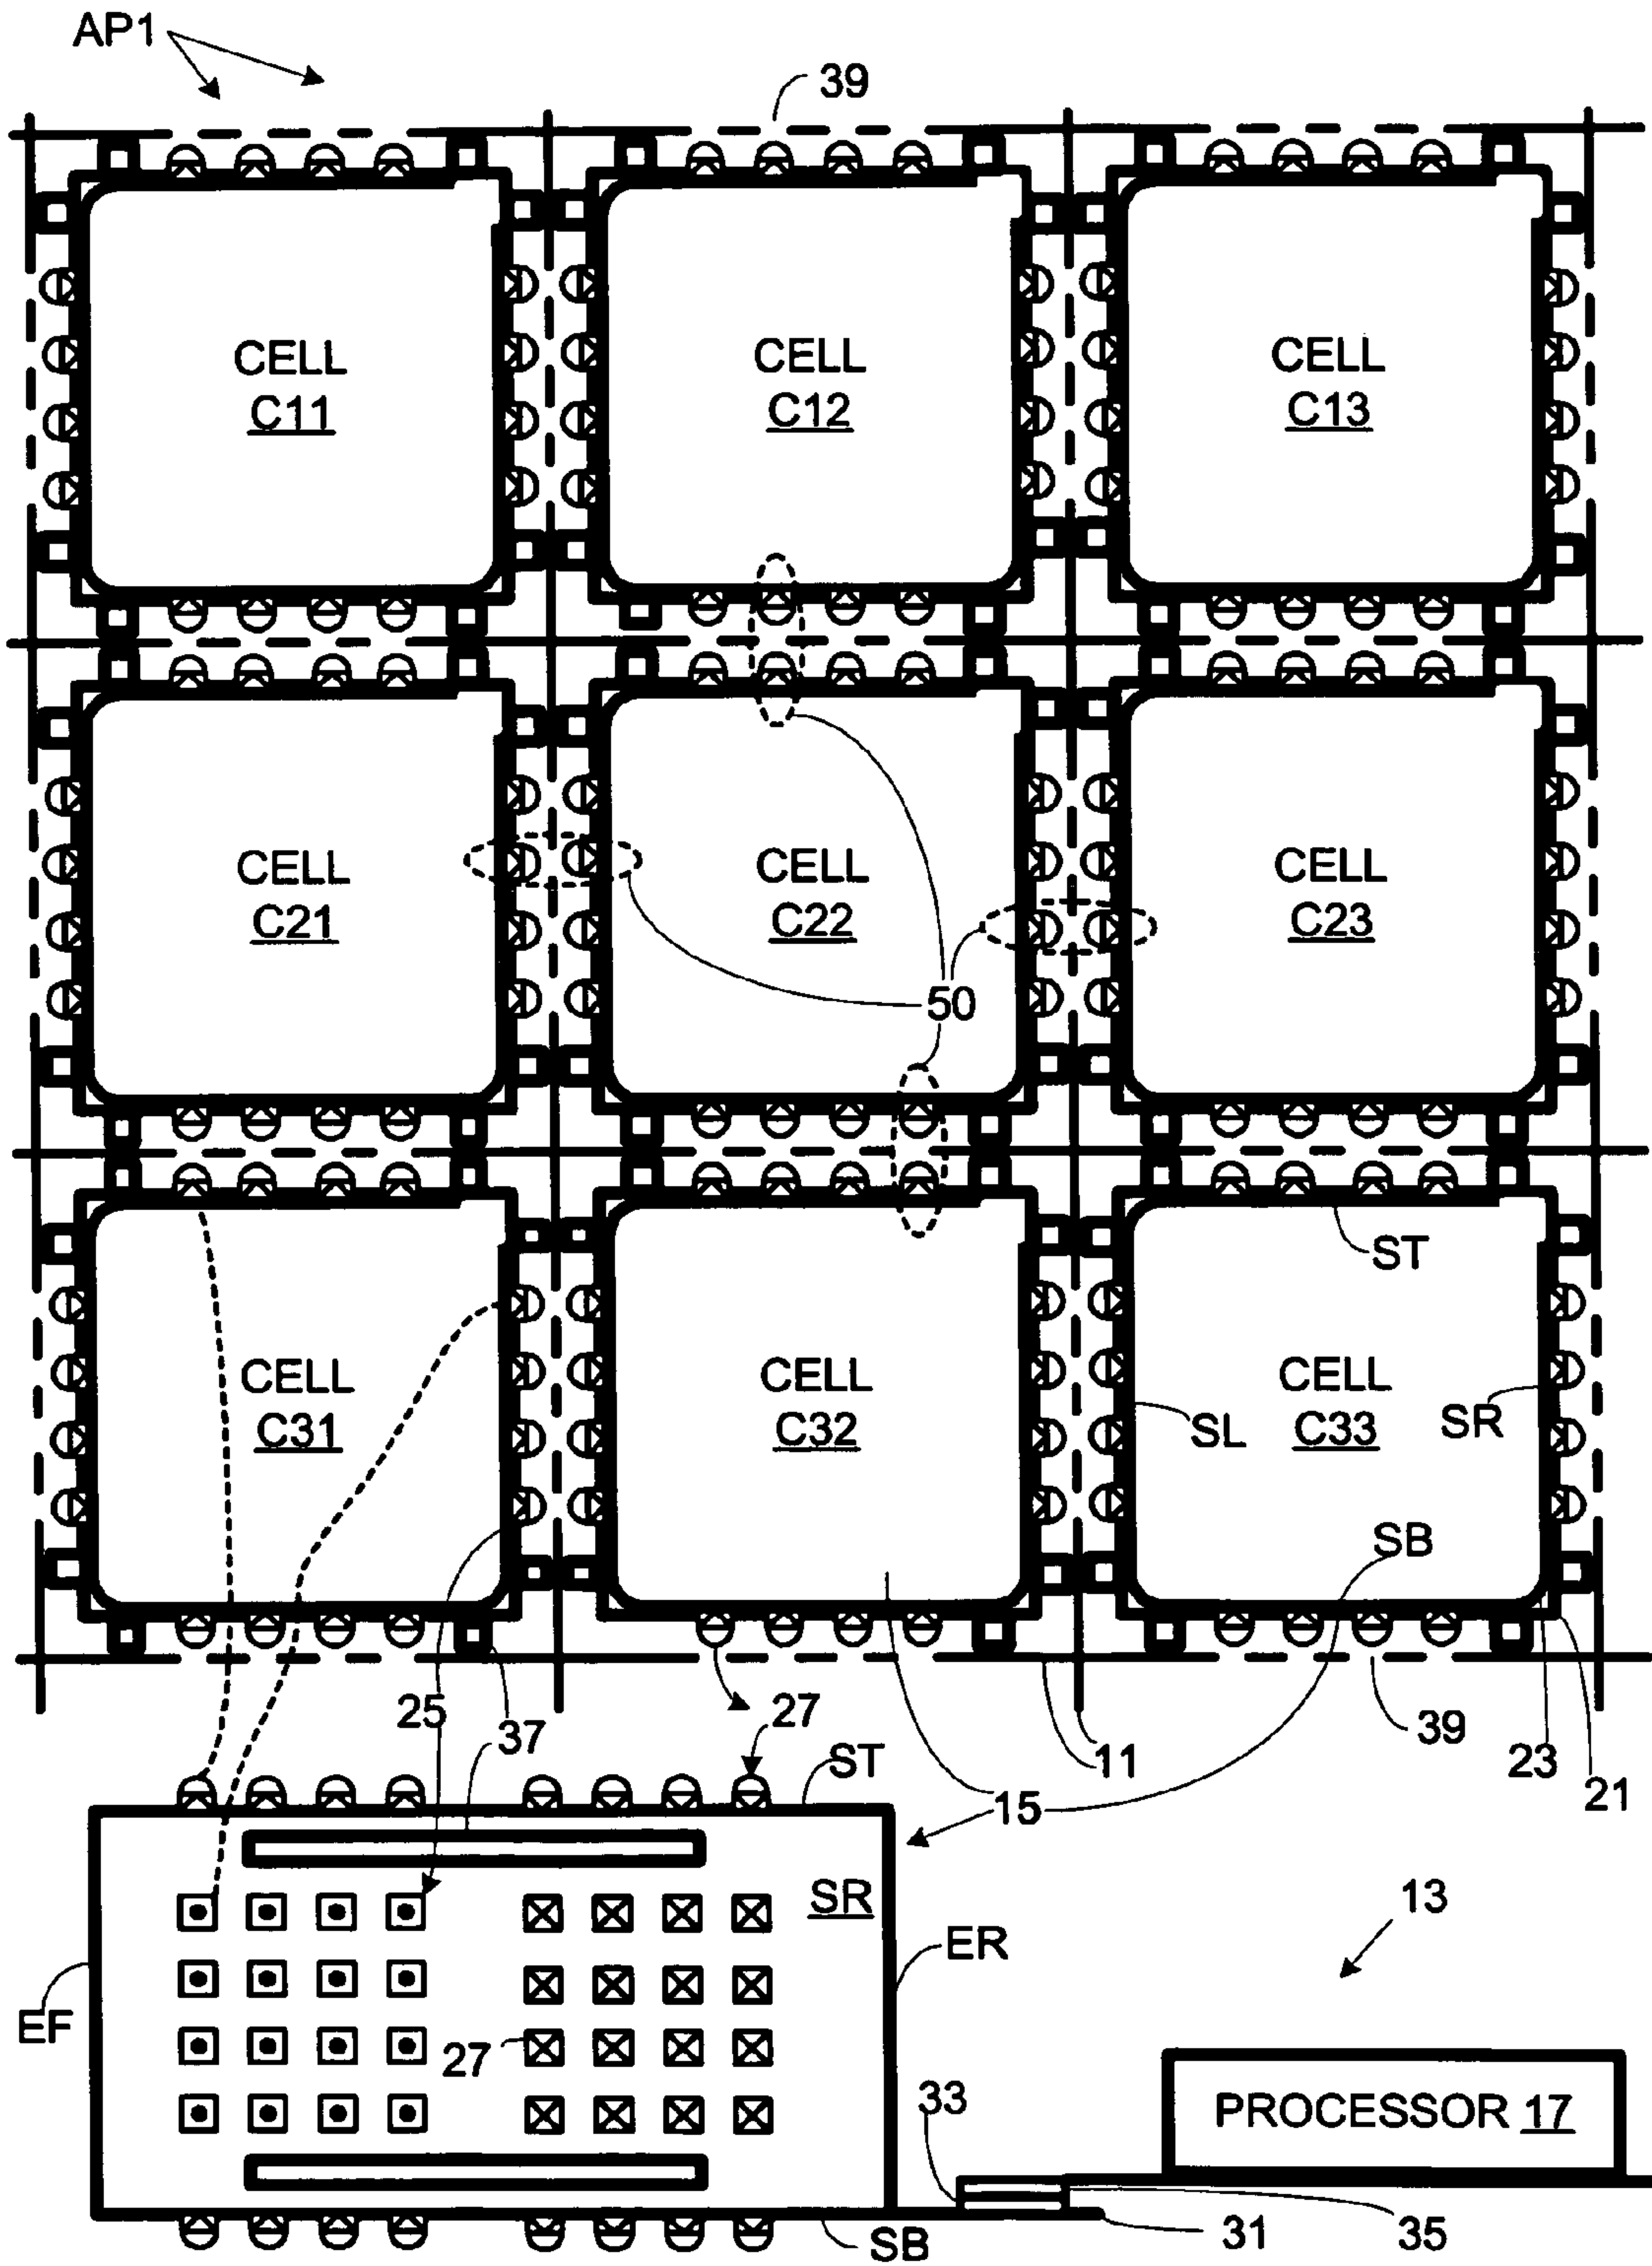 AP1
39
CELL
C11
CELL
C12
CELL
C13
CELL
C21
CELL
C22
CELL
C23
50
ST
CELL
C31
CELL
C32
SL
CELL
C33
SR
SB
25
37
27
27
11
39
23
21
ST
15
SR
13
ER
EF
27
33
PROCESSOR 17
SB
31
35